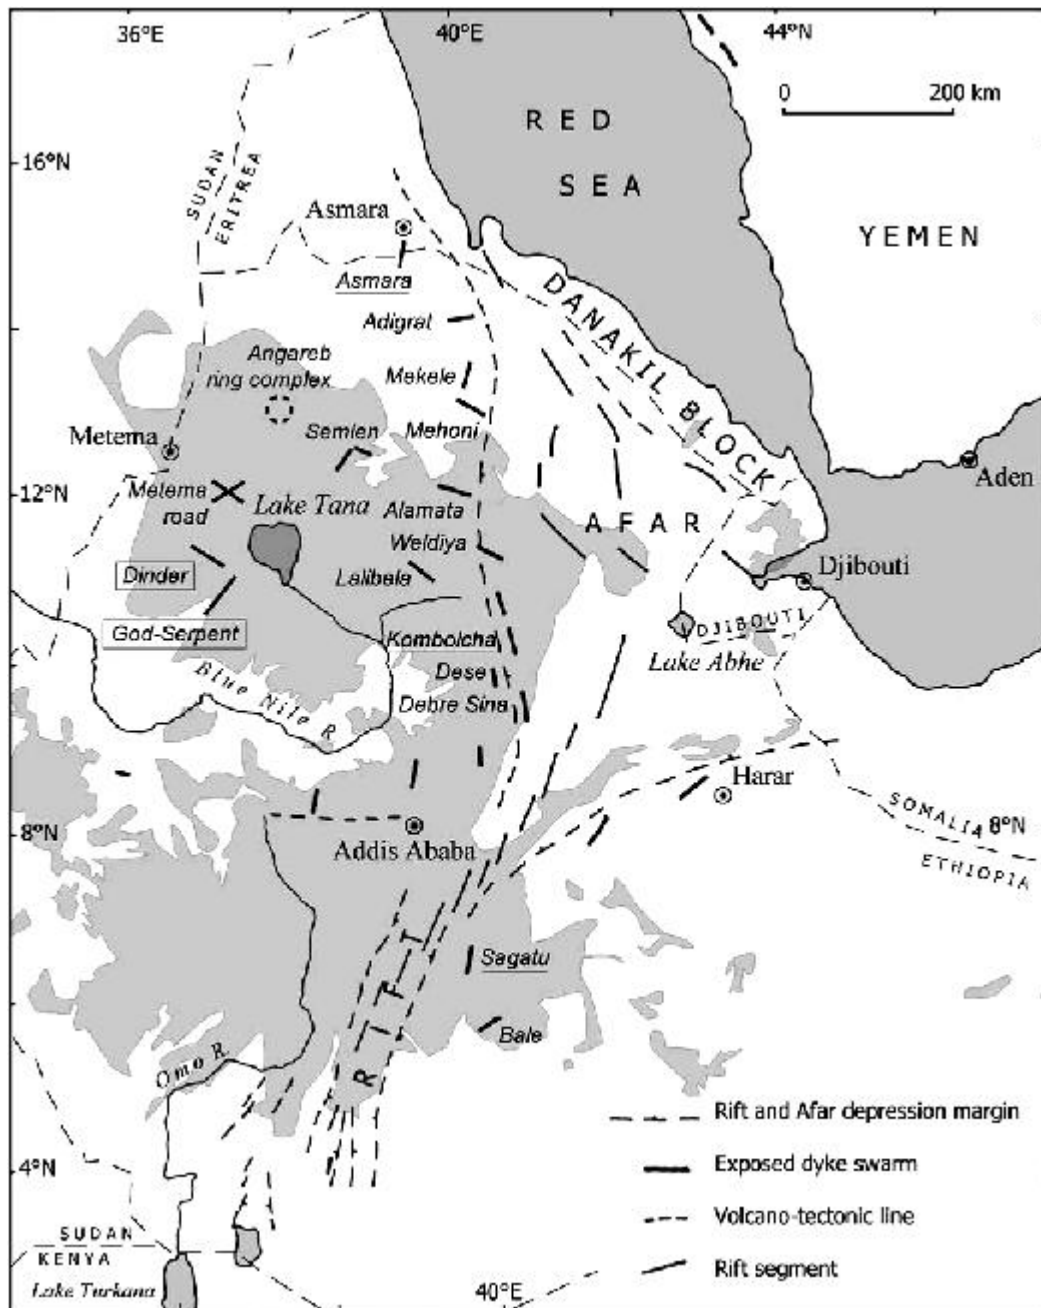 36°E
40°E
44°N
0
200 km
RED
SEA
16°N
SUDAN
ERITREA
Asmara
YEMEN
Asmara
DANAKIL BLOCK
Adigrat
Angareb
ring complex
Mekele
Metema
Semien
Mehoni
Aden
12°N
Metema
road
Lake Tana
Alamata
AFAR
Weldiya
Dinder
Lalibela
Djibouti
God-Serpent
Kombolcha
DJIBOUTI
Lake Abhe
Blue Nile R
Dese
Debre Sina
Harar
8°N
Addis Ababa
SOMALIA
8°N
ETHIOPIA
RIFT
Sagatu
Bale
Omo R
Rift and Afar depression margin
4°N
Exposed dyke swarm
Volcano-tectonic line
SUDAN
KENYA
Rift segment
Lake Turkana
40°E